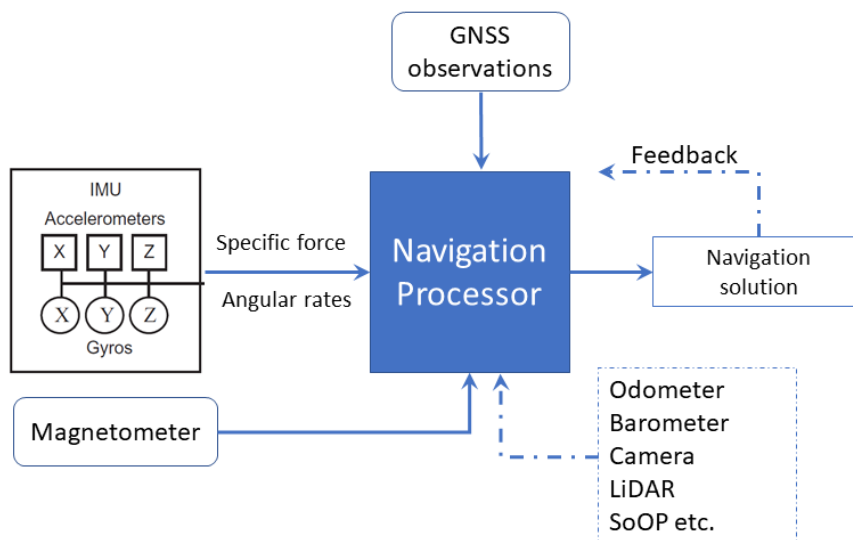 GNSS
observations
Feedback
IMU
Accelerometers
X Y Z
X Y Z
Gyros
Specific force
Angular rates
Navigation
Processor
Navigation
solution
Magnetometer
Odometer
Barometer
Camera
LiDAR
SoOP etc.